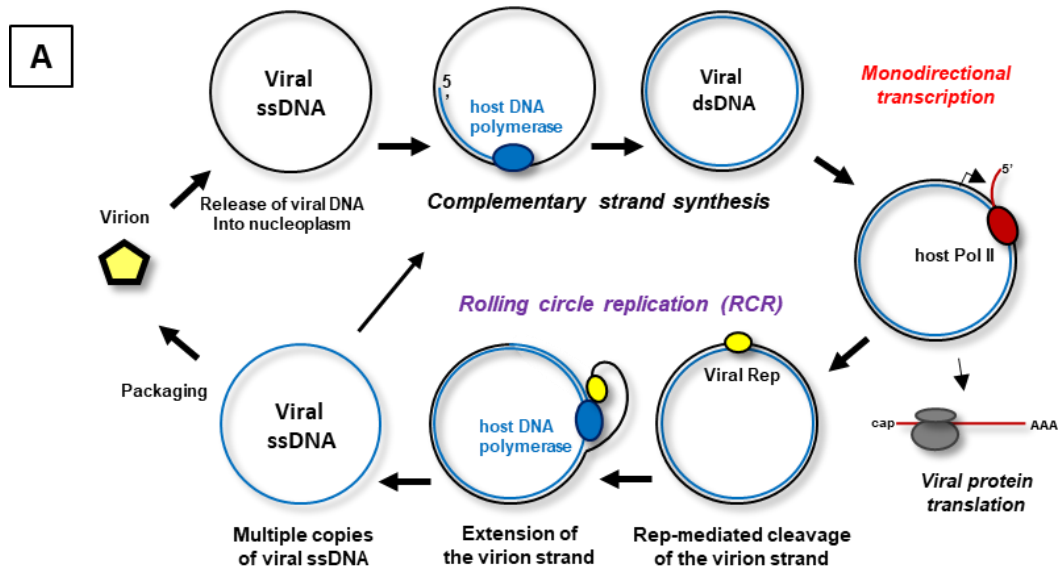 A
Viral
ssDNA
Release of viral DNA
Into nucleoplasm
5'
host DNA
polymerase
Complementary strand synthesis
Viral
dsDNA
Monodirectional
transcription
5'
host Pol II
Virion
Rolling circle replication (RCR)
Packaging
Viral
ssDNA
Multiple copies
of viral ssDNA
host DNA
polymerase
Extension of
the virion strand
Viral Rep
Rep-mediated cleavage
of the virion strand
cap
AAA
Viral protein
translation